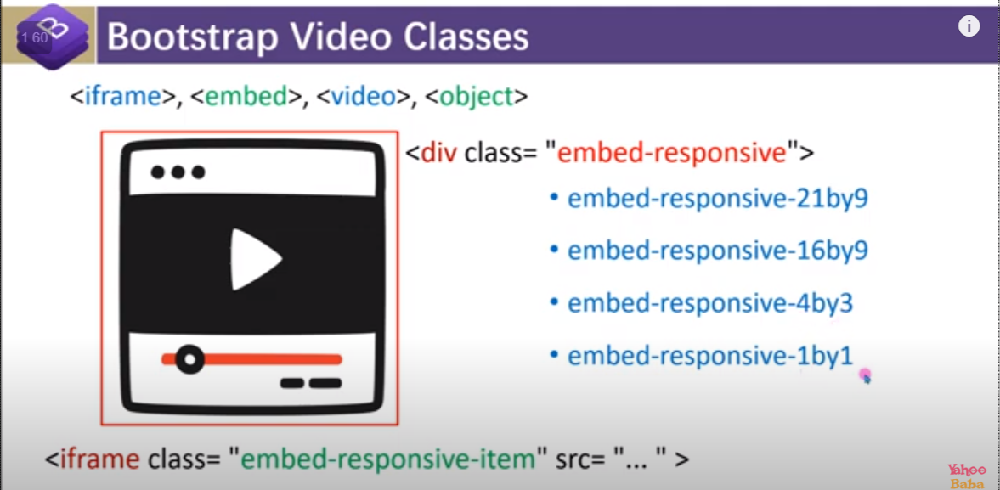 1.60
B
Bootstrap Video Classes
i
<iframe>, <embed>, <video>, <object>
<div class= "embed-responsive">
• embed-responsive-21by9
• embed-responsive-16by9
• embed-responsive-4by3
• embed-responsive-1by1
<iframe class= "embed-responsive-item" src= "... " >
Yahoo
Baba